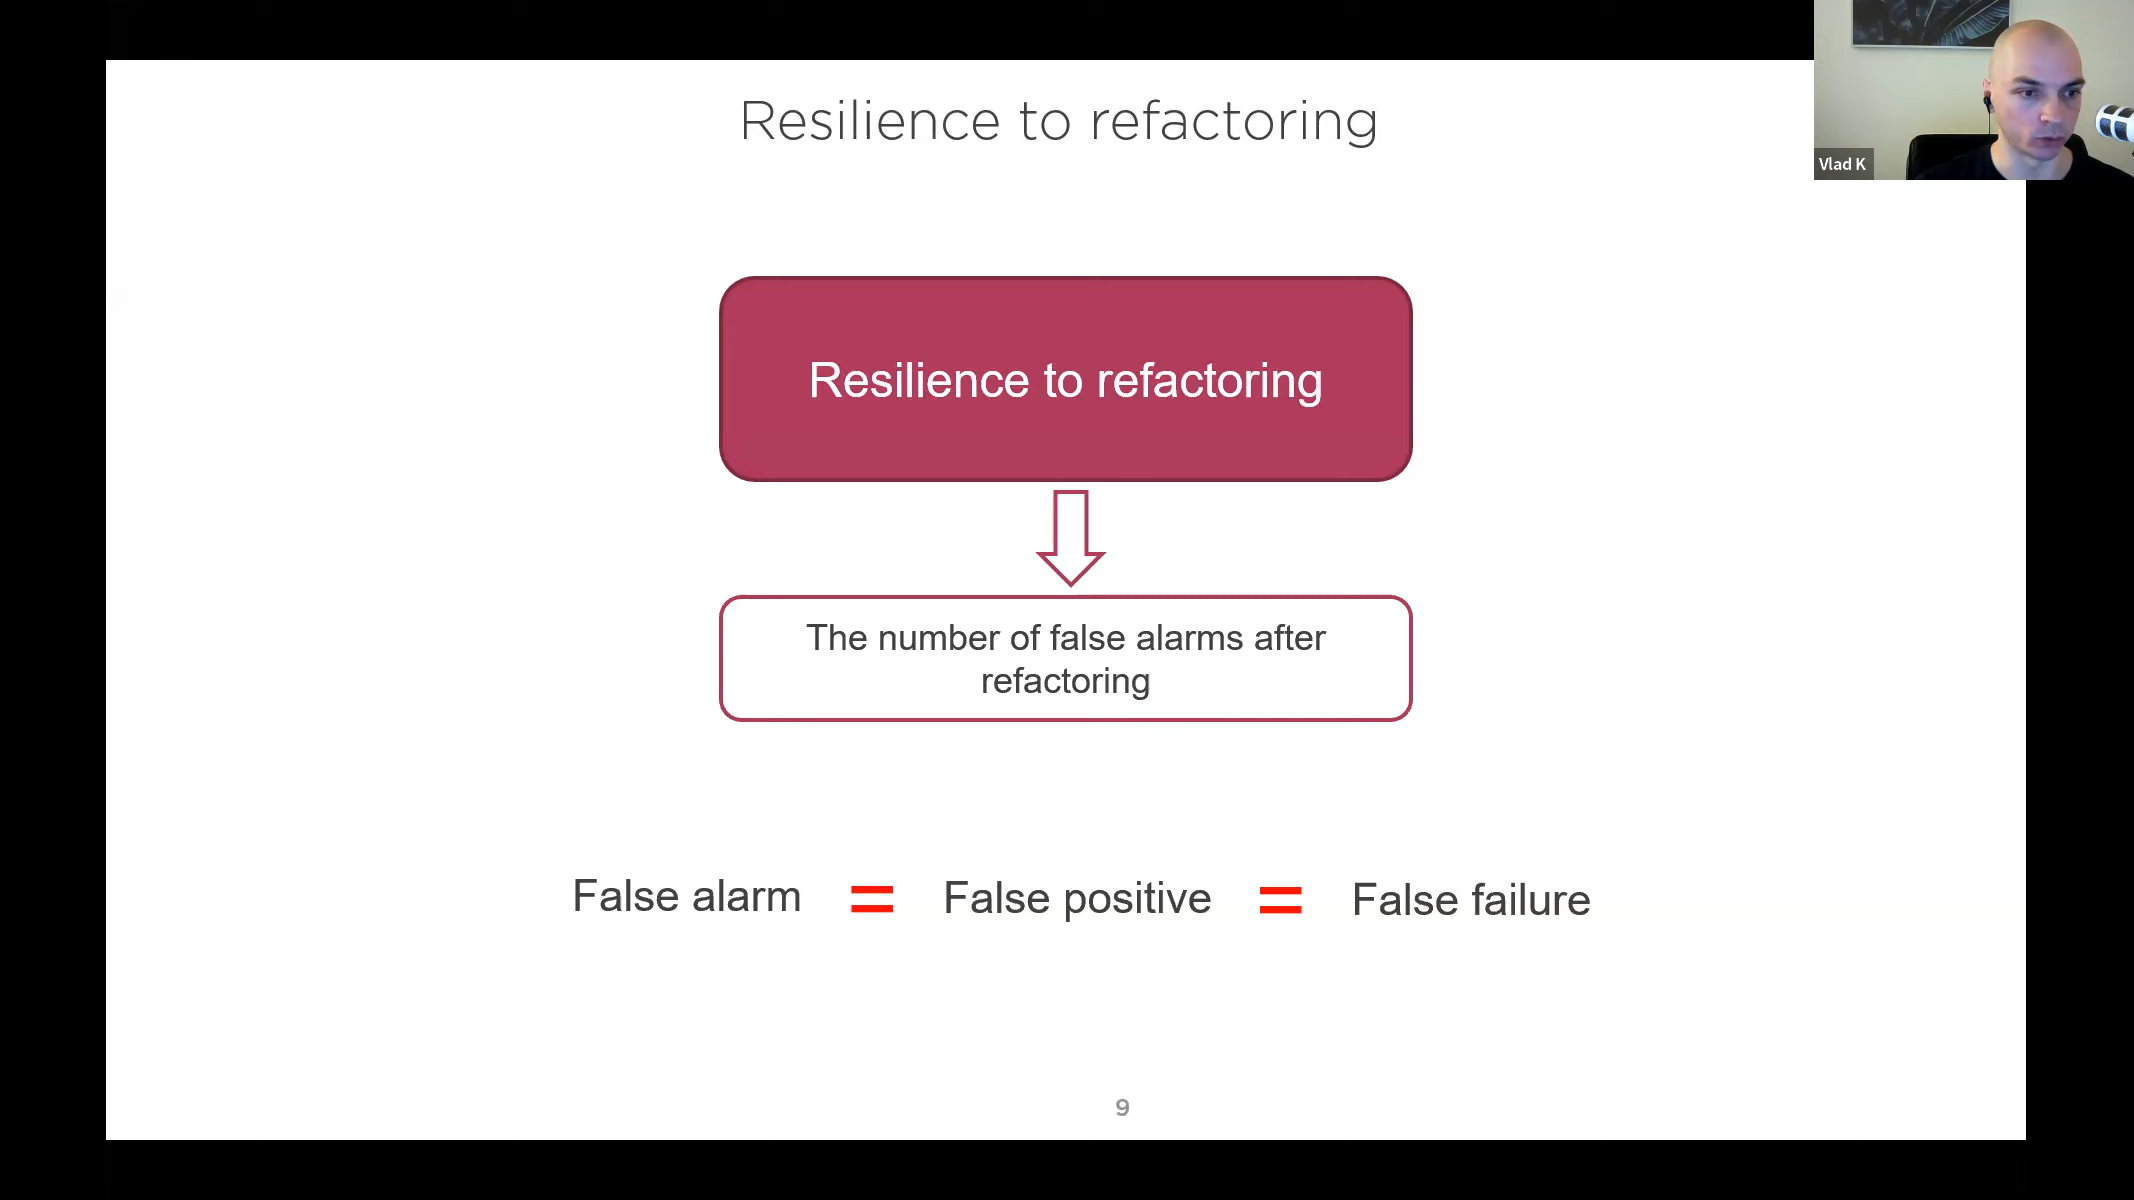 Resilience to refactoring
Vlad K
Resilience to refactoring
The number of false alarms after
refactoring
False alarm = False positive = False failure
9